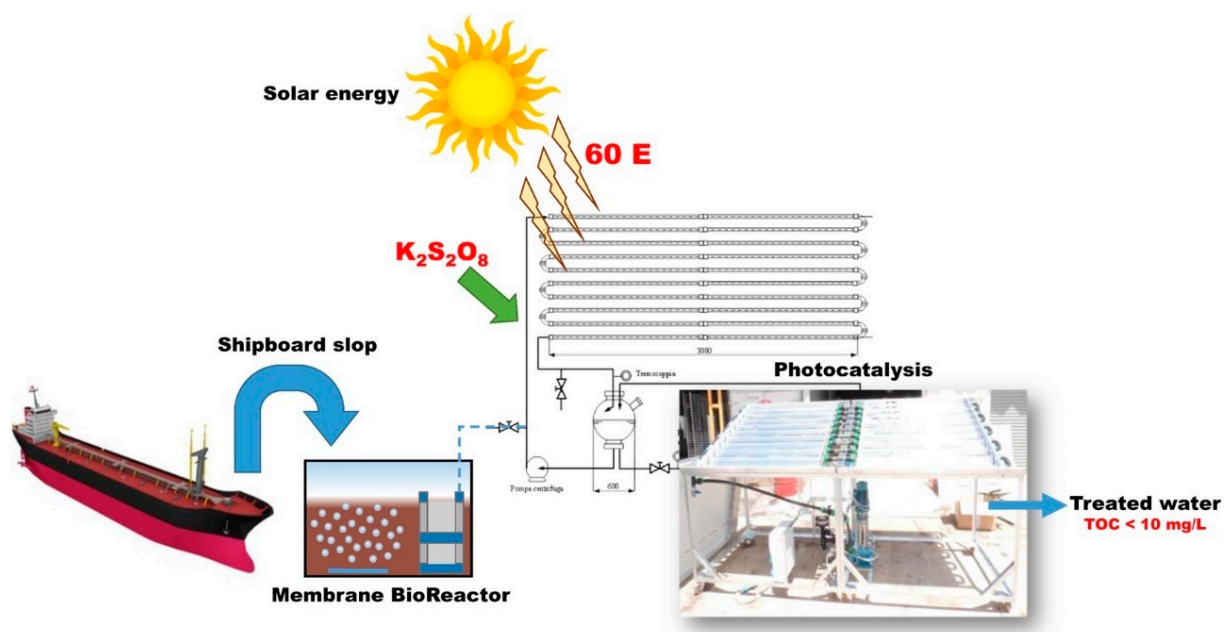 Solar energy
60 E
K₂S₂O₈
Shipboard slop
3000
Termocoppia
Photocatalysis
Pompa centrifuga
600
Treated water
TOC < 10 mg/L
Membrane BioReactor